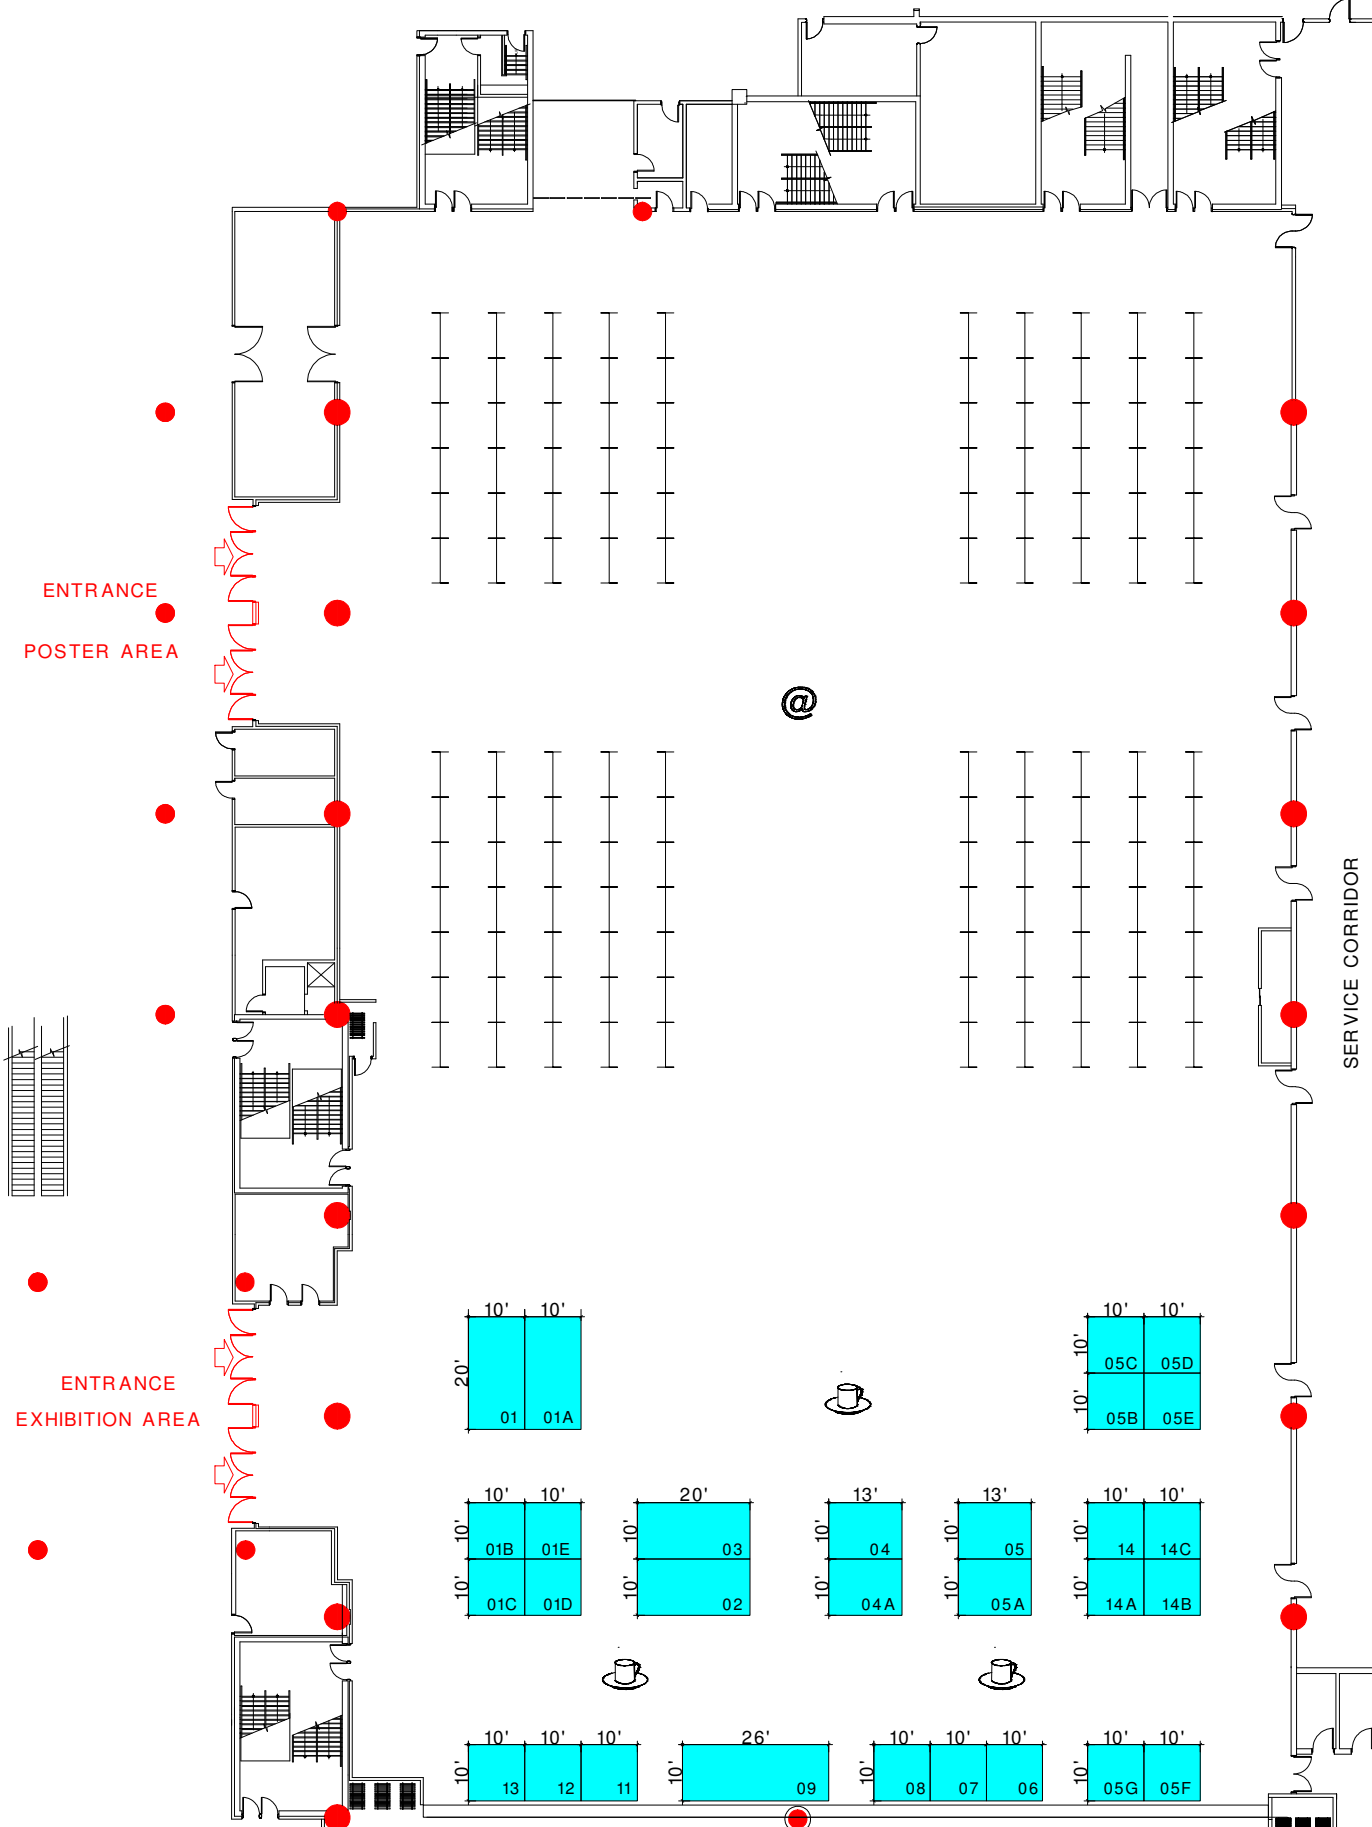 ENTRANCE
POSTER AREA
@
SERVICE CORRIDOR
10' 10'
20'
01 01A
10' 10'
10'
05C 05D
10'
05B 05E
ENTRANCE
EXHIBITION AREA
10' 10' 20' 13' 13' 10' 10'
10' 10' 10' 10' 10'
01B 01E 03 04 05 14 14C
10' 10' 10' 10' 10'
01C 01D 02 04A 05A 14A 14B
10' 10' 10' 26' 10' 10' 10' 10' 10'
10' 10' 10' 10'
13 12 11 09 08 07 06 05G 05F